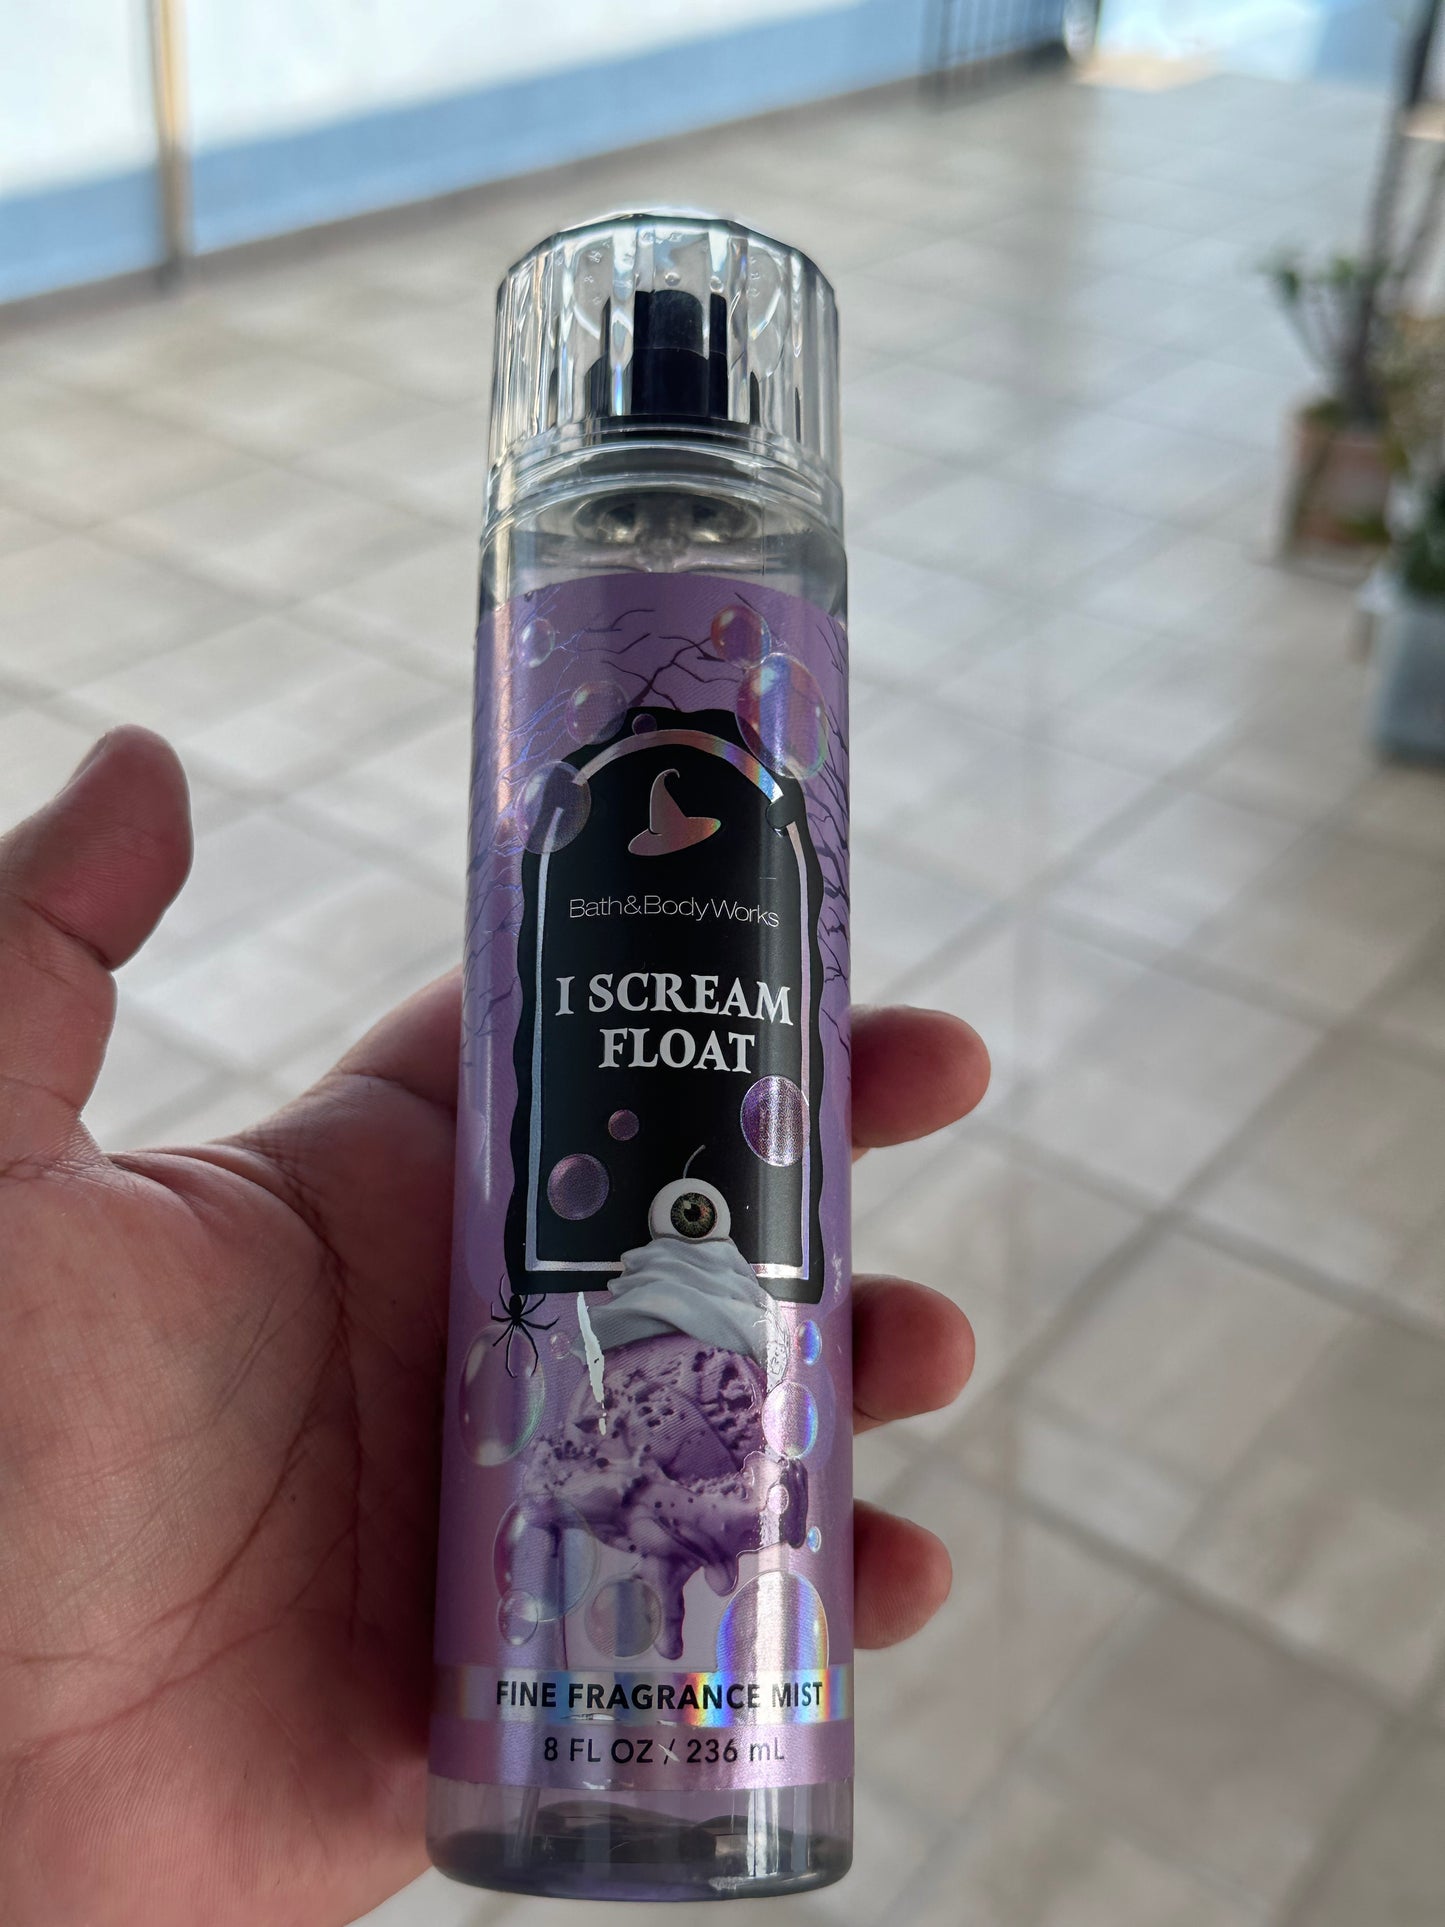 Bath&BodyWorks
I SCREAM
FLOAT
FINE FRAGRANCE MIST
8 FL OZ / 236 mL